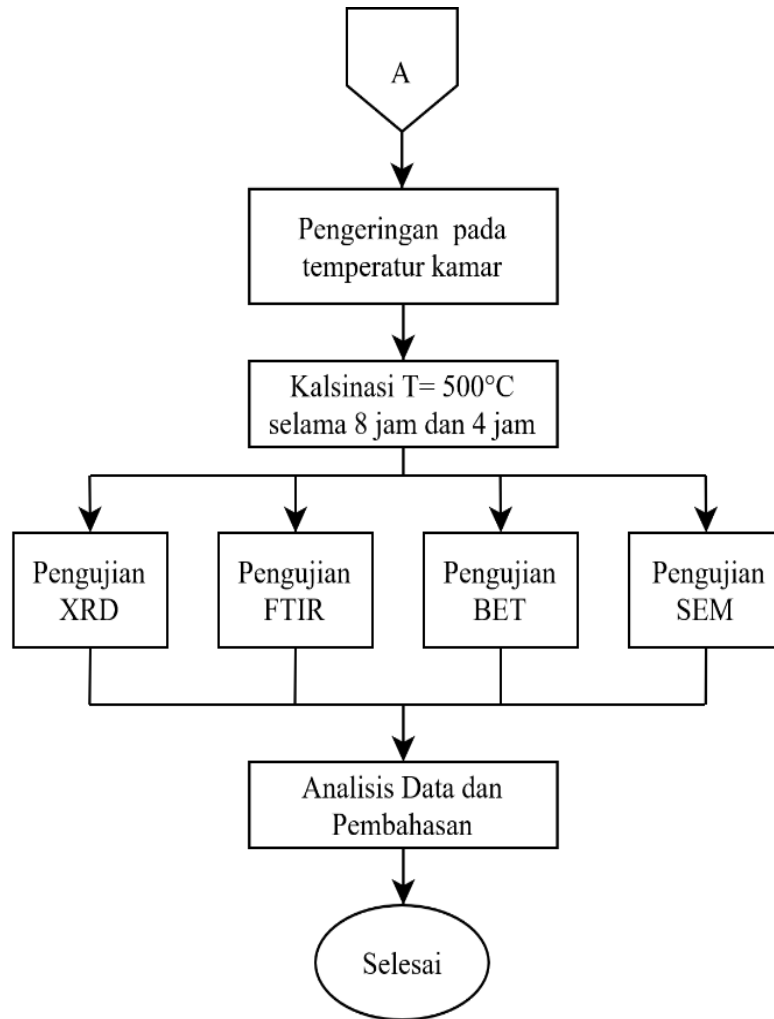 A
Pengeringan pada
temperatur kamar
Kalsinasi T= 500°C
selama 8 jam dan 4 jam
Pengujian
XRD
Pengujian
FTIR
Pengujian
BET
Pengujian
SEM
Analisis Data dan
Pembahasan
Selesai